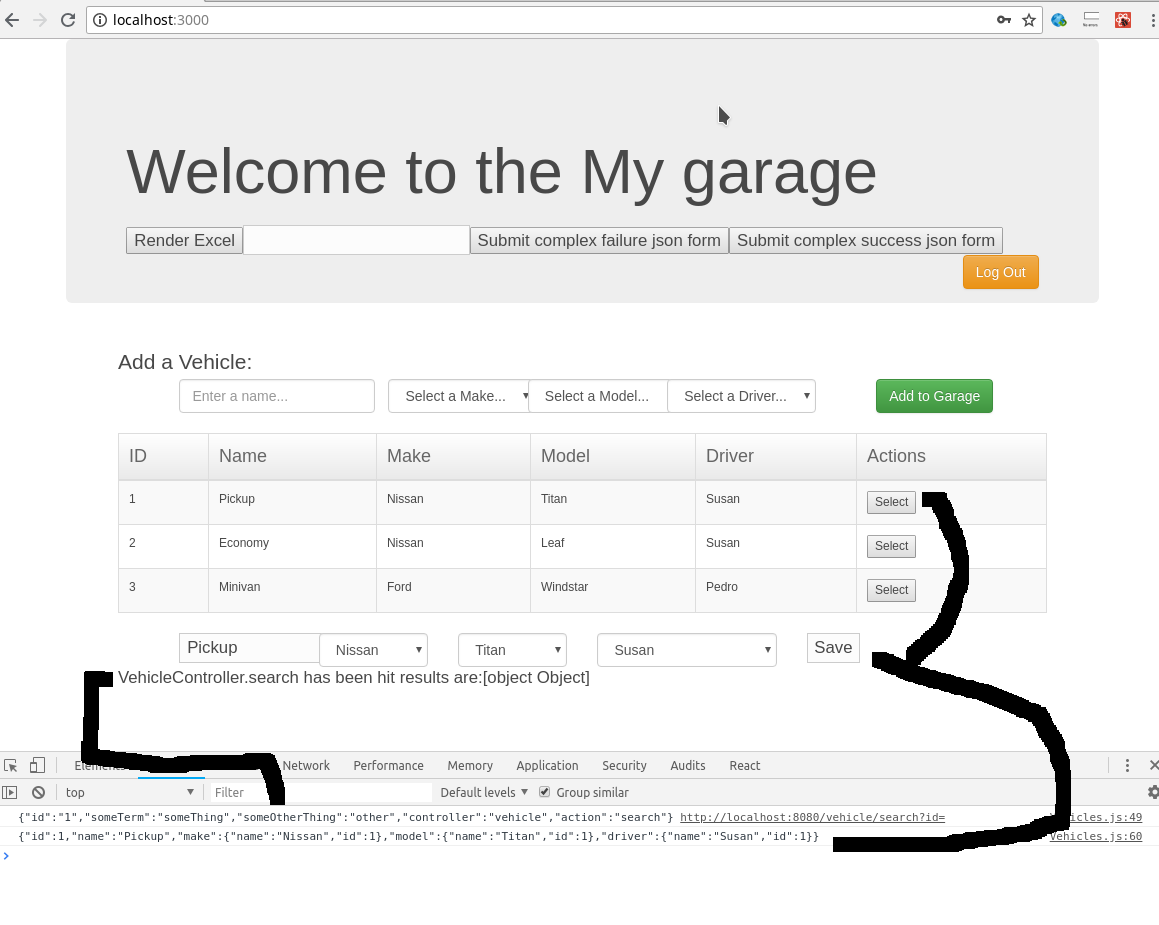 localhost:3000
Welcome to the My garage
Render Excel Submit complex failure json form Submit complex success json form
Log Out
Add a Vehicle:
Enter a name... Select a Make... Select a Model... Select a Driver... Add to Garage
ID Name Make Model Driver Actions
1 Pickup Nissan Titan Susan Select
2 Economy Nissan Leaf Susan Select
3 Minivan Ford Windstar Pedro Select
Pickup Nissan Titan Susan Save
VehicleController.search has been hit results are:[object Object]
Elements Network Performance Memory Application Security Audits React
top Filter Default levels Group similar
{"id":"1","someTerm":"someThing","someOtherThing":"other","controller":"vehicle","action":"search"} http://localhost:8080/vehicle/search?id= icles.js:49
{"id":1,"name":"Pickup","make":{"name":"Nissan","id":1},"model":{"name":"Titan","id":1},"driver":{"name":"Susan","id":1}} Vehicles.js:60